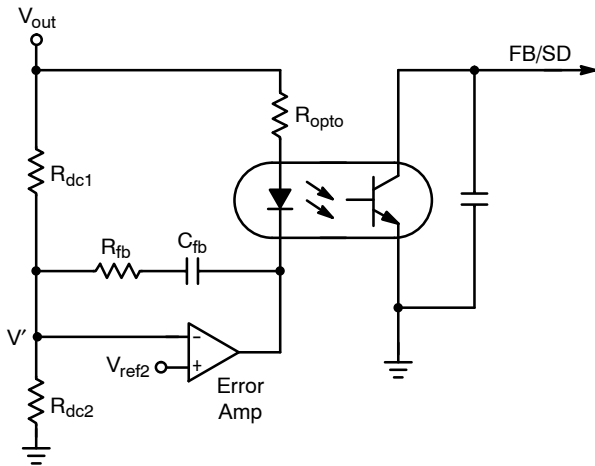 Vout
FB/SD
Ropto
Rdc1
Rfb
Cfb
V′
−
Vref2
+
Error
Amp
Rdc2